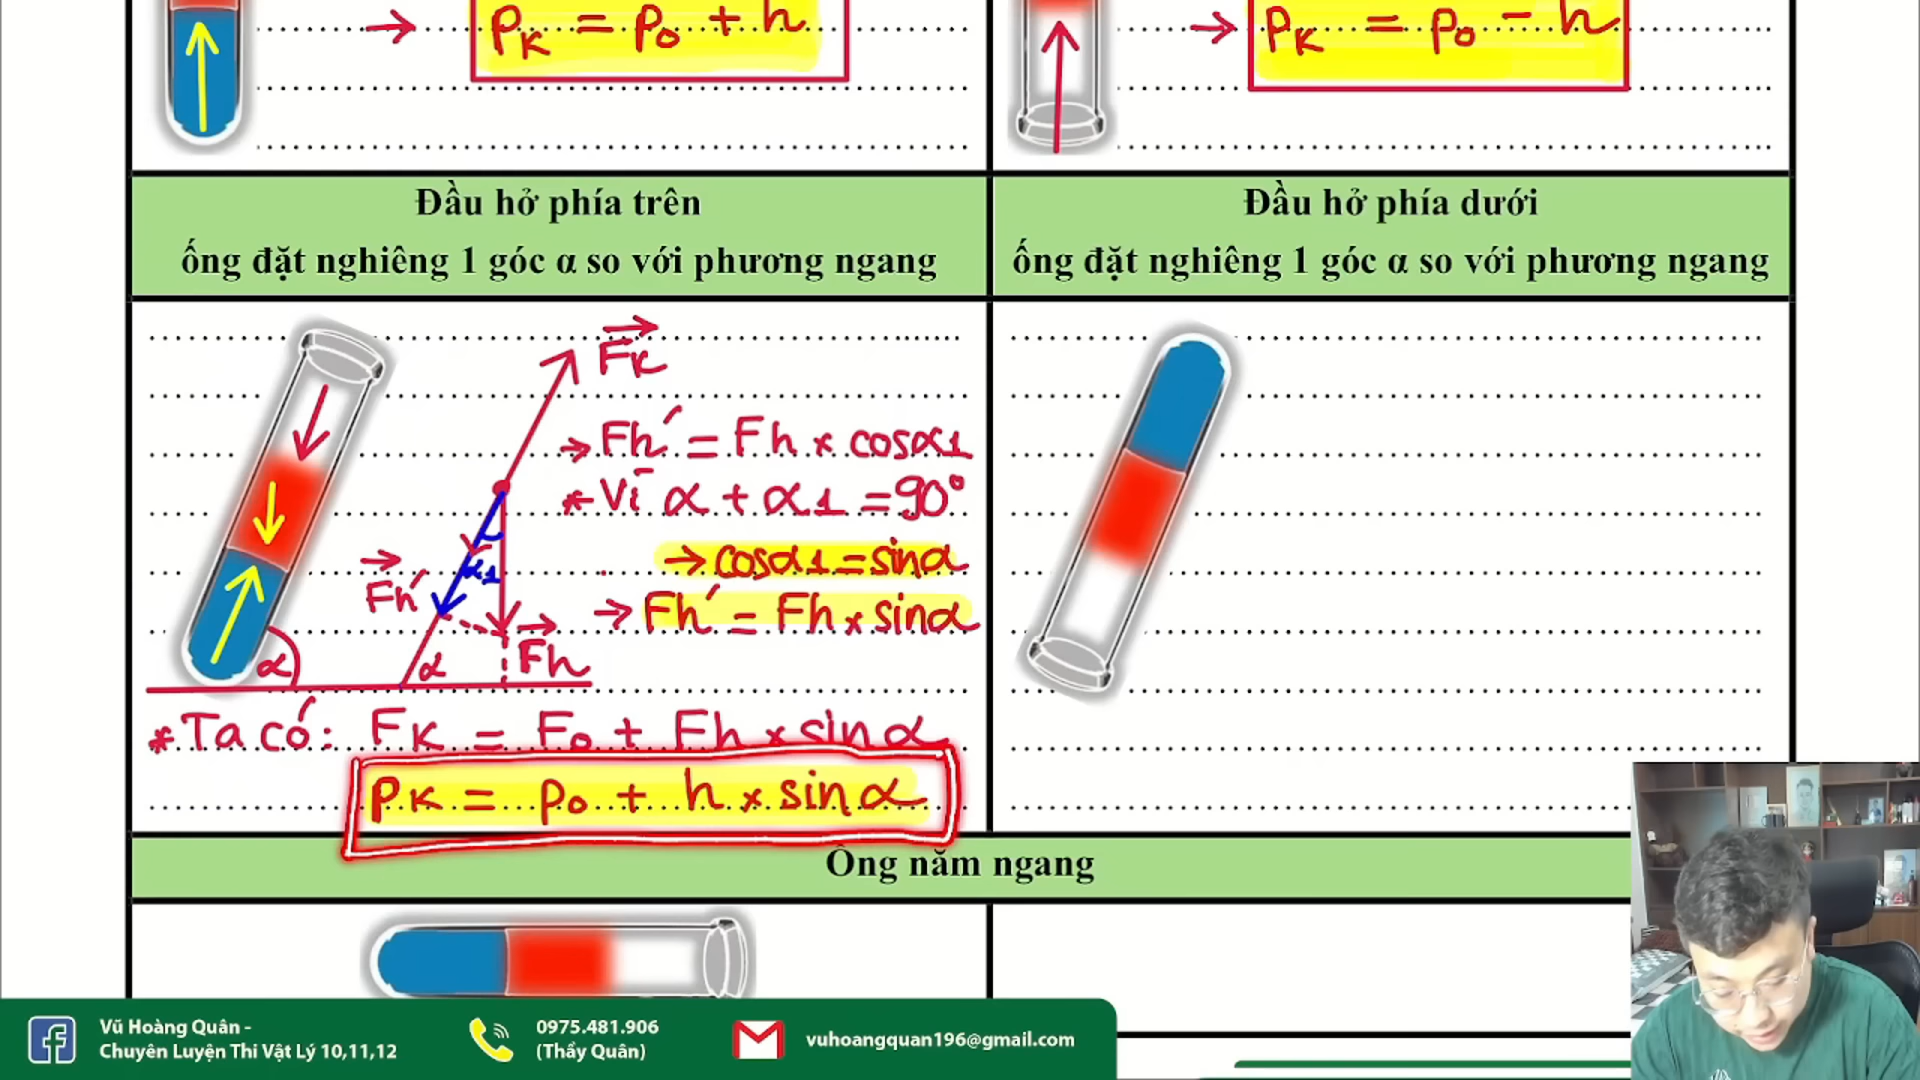 → pK = p0 + h
→ pK = p0 - h
Đầu hở phía trên
ống đặt nghiêng 1 góc α so với phương ngang
Đầu hở phía dưới
ống đặt nghiêng 1 góc α so với phương ngang
FK
→ Fh' = Fh × cosα1
* Vì α + α1 = 90°
→ cosα1 = sinα
→ Fh' = Fh × sinα
Fh'
α1
Fh
α
α
* Ta có: FK = F0 + Fh × sinα
pK = p0 + h × sinα
Ống nằm ngang
Vũ Hoàng Quân -
Chuyên Luyện Thi Vật Lý 10,11,12
0975.481.906
(Thầy Quân)
vuhoangquan196@gmail.com